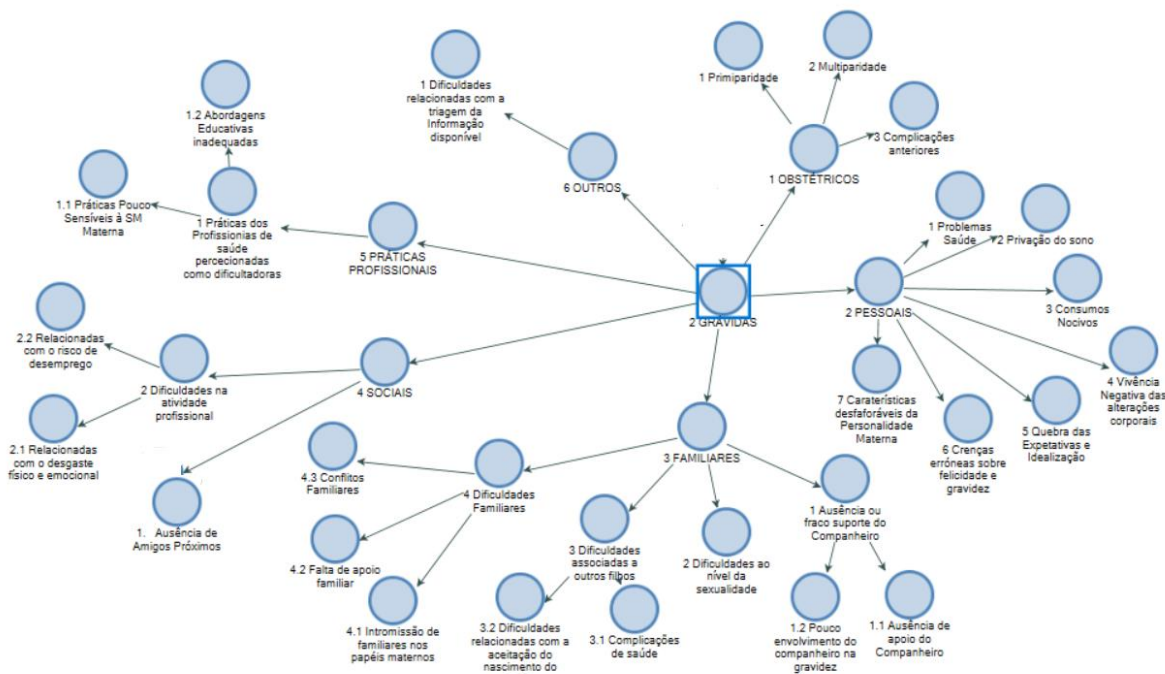 1 Dificuldades
relacionadas com a
triagem da
Informação
disponível
1 Primiparidade
2 Multiparidade
3 Complicações
anteriores
1 OBSTÉTRICOS
6 OUTROS
1.2 Abordagens
Educativas
inadequadas
1.1 Práticas Pouco
Sensíveis à SM
Materna
1 Práticas dos
Profissionias de
saúde
percecionadas
como dificultadoras
5 PRÁTICAS
PROFISSIONAIS
1 Problemas
Saúde
2 Privação do sono
3 Consumos
Nocivos
2 GRÁVIDAS
2 PESSOAIS
4 Vivência
Negativa das
alterações
corporais
5 Quebra das
Expetativas e
Idealização
6 Crenças
erróneas sobre
felicidade e
gravidez
7 Caraterísticas
desfaforáveis da
Personalidade
Materna
2.2 Relacionadas
com o risco de
desemprego
2 Dificuldades na
atividade
profissional
4 SOCIAIS
2.1 Relacionadas
com o desgaste
físico e emocional
1. Ausência de
Amigos Próximos
3 FAMILIARES
4.3 Conflitos
Familiares
4 Dificuldades
Familiares
4.2 Falta de apoio
familiar
4.1 Intromissão de
familiares nos
papéis maternos
3 Dificuldades
associadas a
outros filhos
3.2 Dificuldades
relacionadas com a
aceitação do
nascimento do
3.1 Complicações
de saúde
2 Dificuldades ao
nível da
sexualidade
1 Ausência ou
fraco suporte do
Companheiro
1.2 Pouco
envolvimento do
companheiro na
gravidez
1.1 Ausência de
apoio do
Companheiro